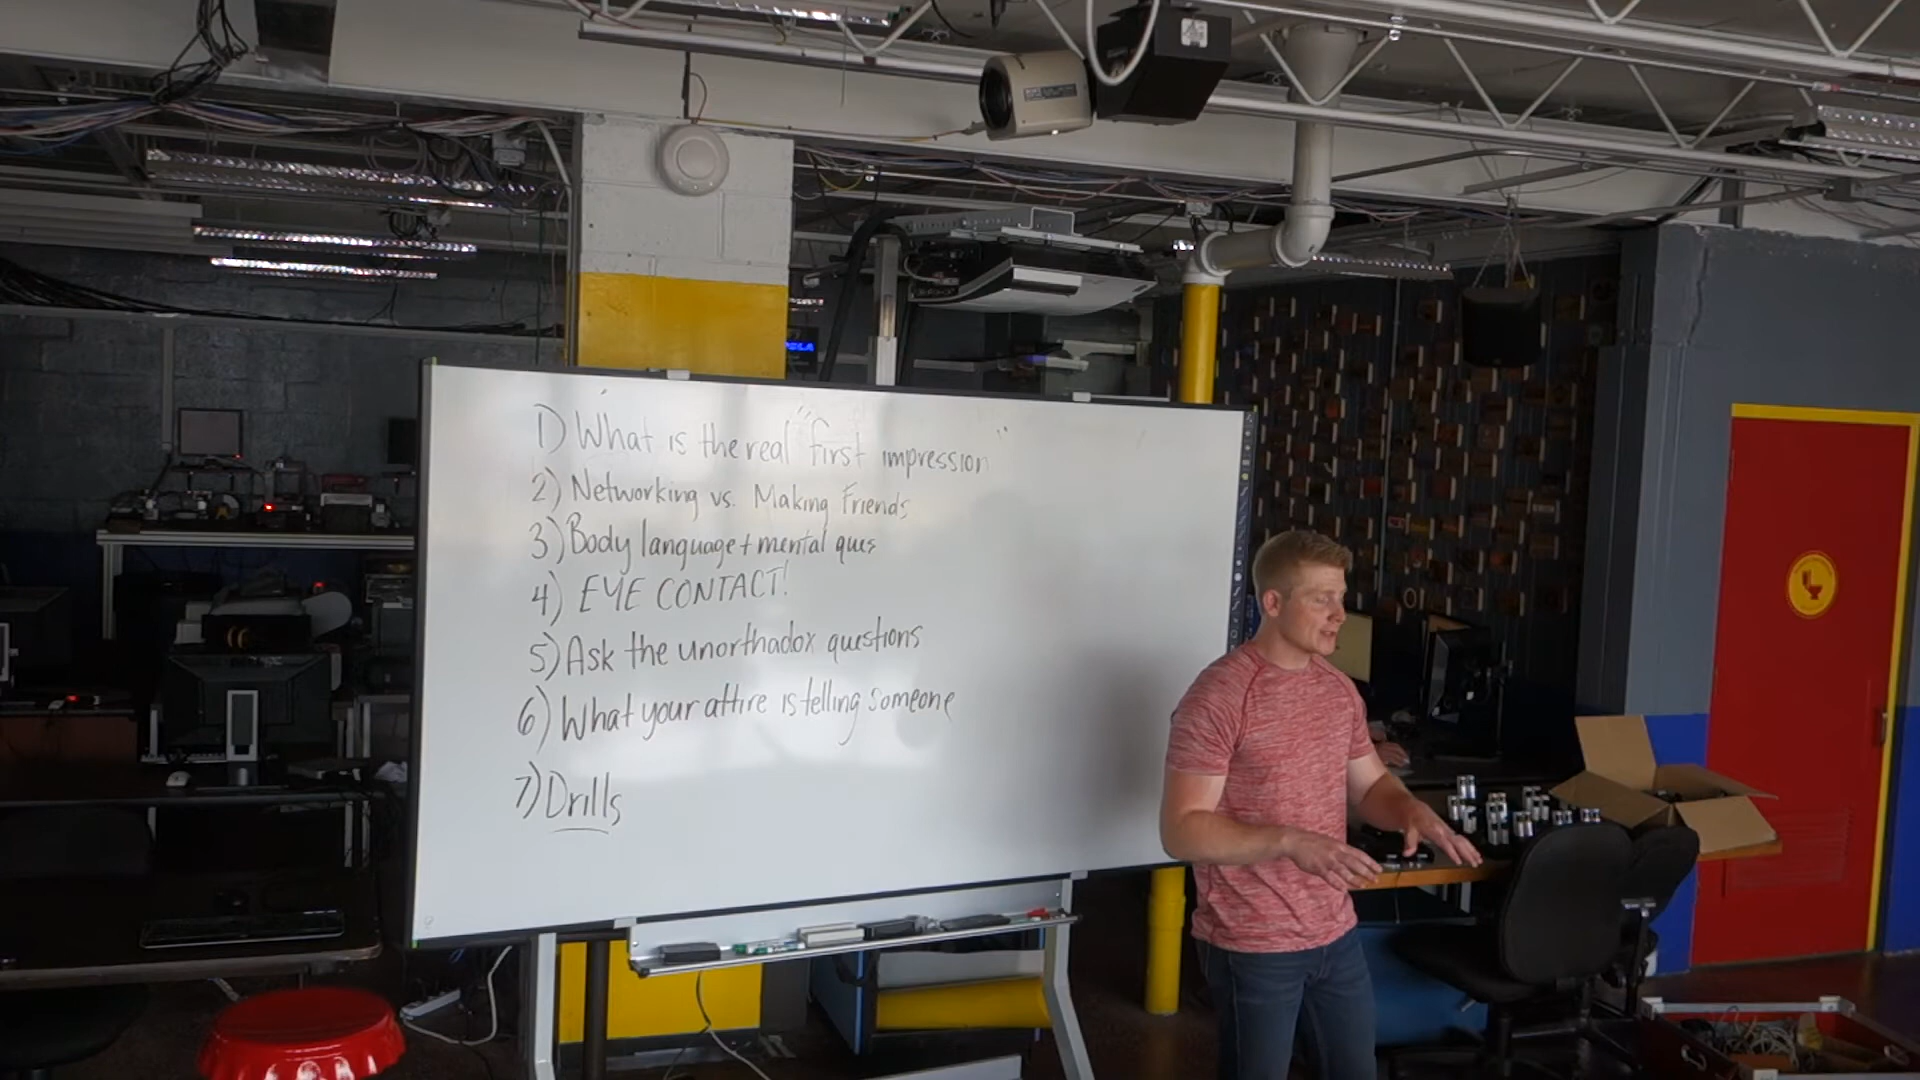 1) What is the real "first impression"
2) Networking vs. Making Friends
3) Body language + mental ques
4) EYE CONTACT!
5) Ask the unorthadox questions
6) What your attire is telling someone
7) Drills